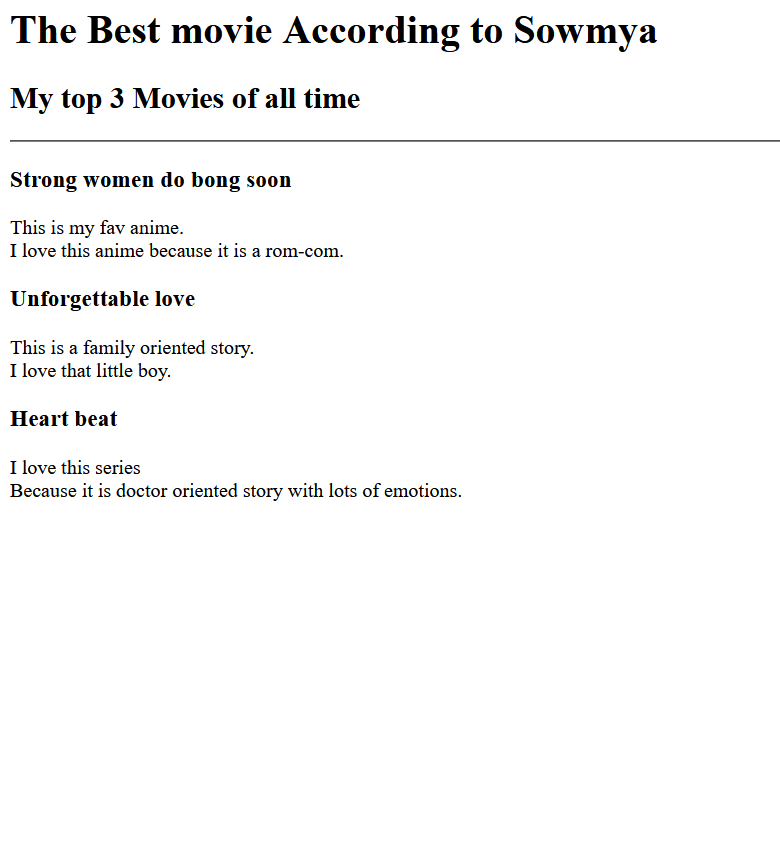 The Best movie According to Sowmya
My top 3 Movies of all time
Strong women do bong soon
This is my fav anime.
I love this anime because it is a rom-com.
Unforgettable love
This is a family oriented story.
I love that little boy.
Heart beat
I love this series
Because it is doctor oriented story with lots of emotions.